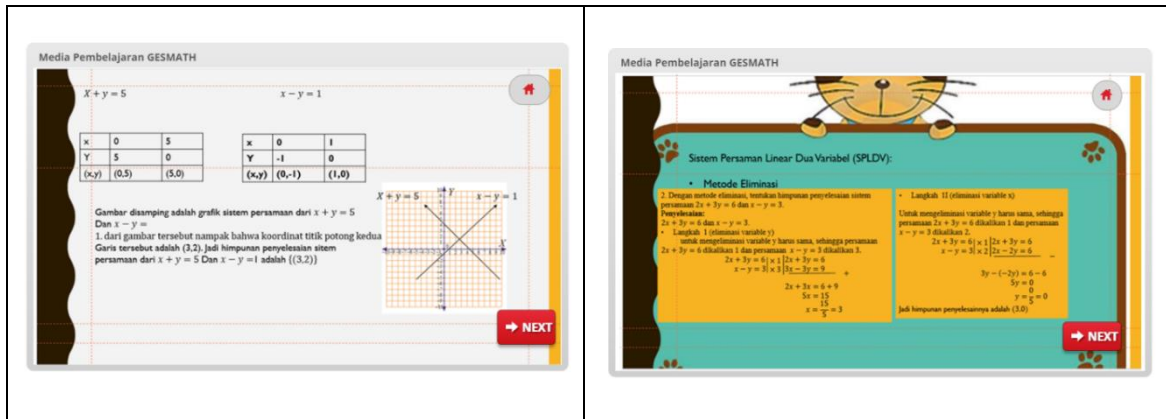 Media Pembelajaran GESMATH
X + y = 5
x − y = 1
x 0 5
Y 5 0
(x,y) (0,5) (5,0)
x 0 1
Y -1 0
(x,y) (0,-1) (1,0)
X + y = 5
Y
x − y = 1
X
Gambar disamping adalah grafik sistem persamaan dari x + y = 5
Dan x − y =
1. dari gambar tersebut nampak bahwa koordinat titik potong kedua
Garis tersebut adalah (3,2). Jadi himpunan penyelesaian sitem
persamaan dari x + y = 5 Dan x − y =1 adalah {(3,2)}
NEXT
Media Pembelajaran GESMATH
Sistem Persaman Linear Dua Variabel (SPLDV):
• Metode Eliminasi
2. Dengan metode eliminasi, tentukan himpunan penyelesaian sistem
persamaan 2x + 3y = 6 dan x − y = 3.
Penyelesaian:
2x + 3y = 6 dan x − y = 3.
• Langkah 1 (eliminasi variable y)
untuk mengeliminasi variable y harus sama, sehingga persamaan
2x + 3y = 6 dikalikan 1 dan persamaan x − y = 3 dikalikan 3.
2x + 3y = 6| × 1 |2x + 3y = 6
x − y = 3| × 3 |3x − 3y = 9 +
2x + 3x = 6 + 9
5x = 15
x = 15/5 = 3
• Langkah 1I (eliminasi variable x)
Untuk mengeliminasi variable y harus sama, sehingga
persamaan 2x + 3y = 6 dikalikan 1 dan persamaan
x − y = 3 dikalikan 2.
2x + 3y = 6| × 1 |2x + 3y = 6
x − y = 3| × 2 |2x − 2y = 6 −
3y − (−2y) = 6 − 6
5y = 0
y = 0/5 = 0
Jadi himpunan penyelesainnya adalah (3.0)
NEXT